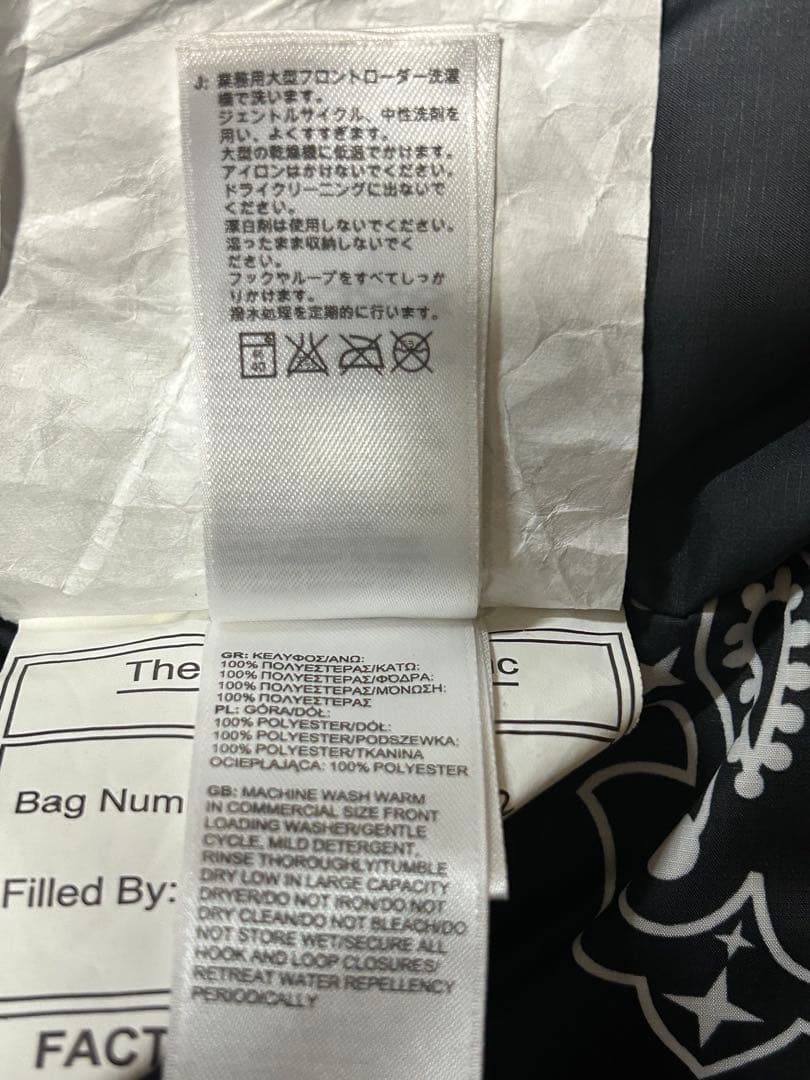 J: 業務用大型フロントローダー洗濯
機で洗います。
ジェントルサイクル、中性洗剤を
用い、よくすすぎます。
大型の乾燥機に低温でかけます。
アイロンはかけないでください。
ドライクリーニングに出ないで
ください。
漂白剤は使用しないでください。
湿ったまま収納しないでく
ださい。
フックやループをすべてしっか
りかけます。
撥水処理を定期的に行います。
40
GR: ΚΕΛΥΦΟΣ/ΑΝΩ:
100% ΠΟΛΥΕΣΤΕΡΑΣ/ΚΑΤΩ:
100% ΠΟΛΥΕΣΤΕΡΑΣ/ΦΌΔΡΑ:
100% ΠΟΛΥΕΣΤΕΡΑΣ/ΜΌΝΩΣΗ:
100% ΠΟΛΥΕΣΤΕΡΑΣ
PL: GÓRA/DÓŁ:
100% POLYESTER/DÓŁ:
100% POLYESTER/PODSZEWKA:
100% POLYESTER/TKANINA
OCIEPLAJĄCA: 100% POLYESTER
GB: MACHINE WASH WARM
IN COMMERCIAL SIZE FRONT
LOADING WASHER/GENTLE
CYCLE, MILD DETERGENT,
RINSE THOROUGHLY/TUMBLE
DRY LOW IN LARGE CAPACITY
DRYER/DO NOT IRON/DO NOT
DRY CLEAN/DO NOT BLEACH/DO
NOT STORE WET/SECURE ALL
HOOK AND LOOP CLOSURES/
RETREAT WATER REPELLENCY
PERIODICALLY
The
Bag Num
Filled By:
FACT